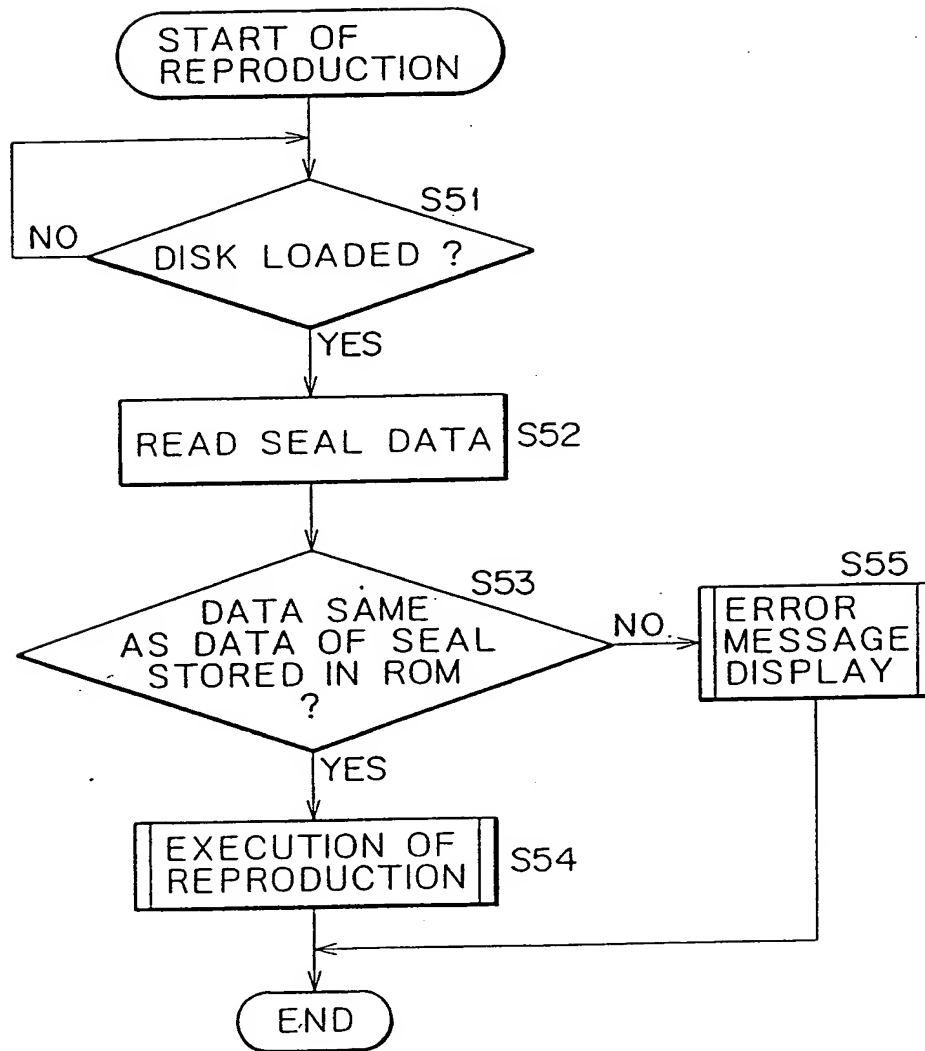 START OF
REPRODUCTION
S51
NO
DISK LOADED ?
YES
READ SEAL DATA
S52
S53
DATA SAME
AS DATA OF SEAL
STORED IN ROM
?
NO
S55
ERROR
MESSAGE
DISPLAY
YES
EXECUTION OF
REPRODUCTION
S54
END